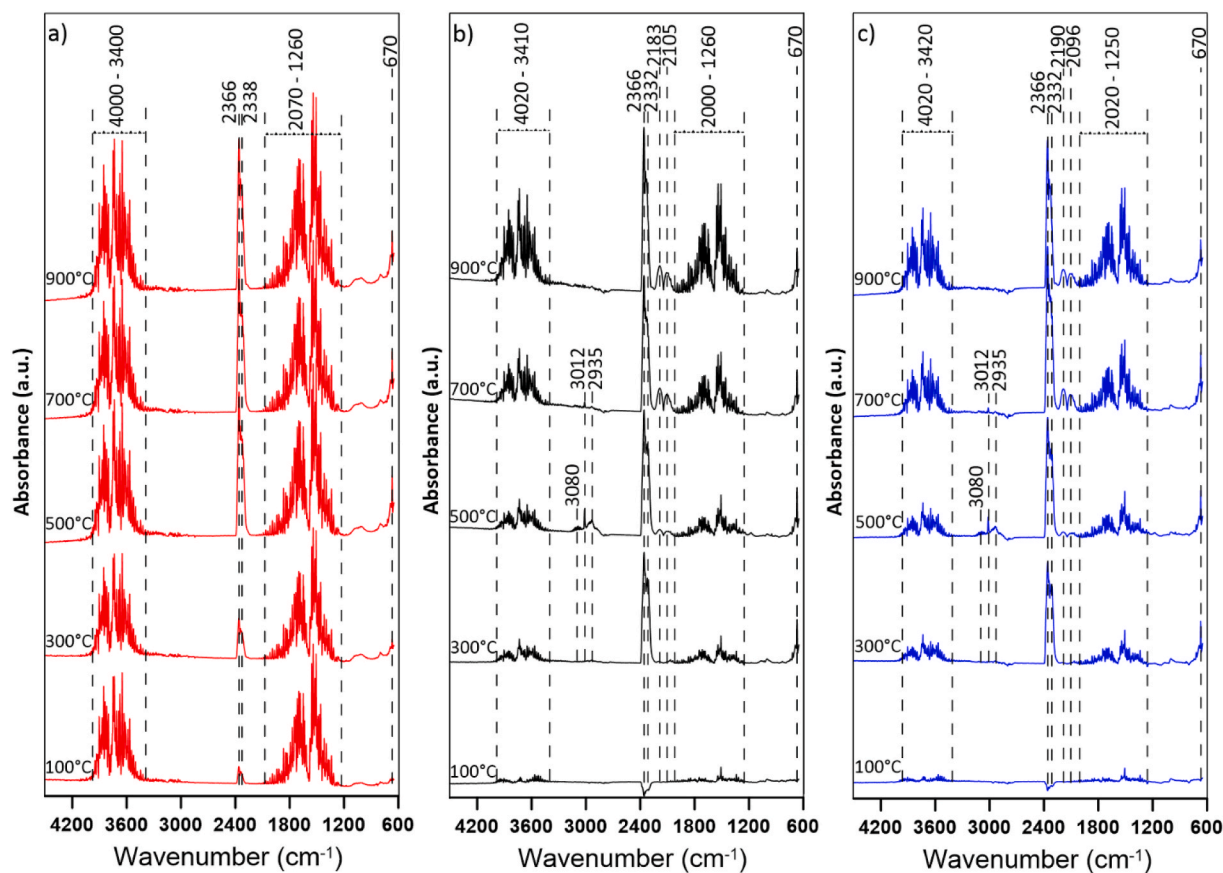 a)
4000 - 3400
2366
2338
2070 - 1260
670
900°C
700°C
500°C
300°C
100°C
Absorbance (a.u.)
4200 3600 3000 2400 1800 1200 600
Wavenumber (cm-1)
b)
4020 - 3410
2366
2332
2183
2105
2000 - 1260
670
900°C
3012
2935
700°C
3080
500°C
300°C
100°C
Absorbance (a.u.)
4200 3600 3000 2400 1800 1200 600
Wavenumber (cm-1)
c)
4020 - 3420
2366
2332
2190
2096
2020 - 1250
670
900°C
3012
2935
700°C
3080
500°C
300°C
100°C
Absorbance (a.u.)
4200 3600 3000 2400 1800 1200 600
Wavenumber (cm-1)